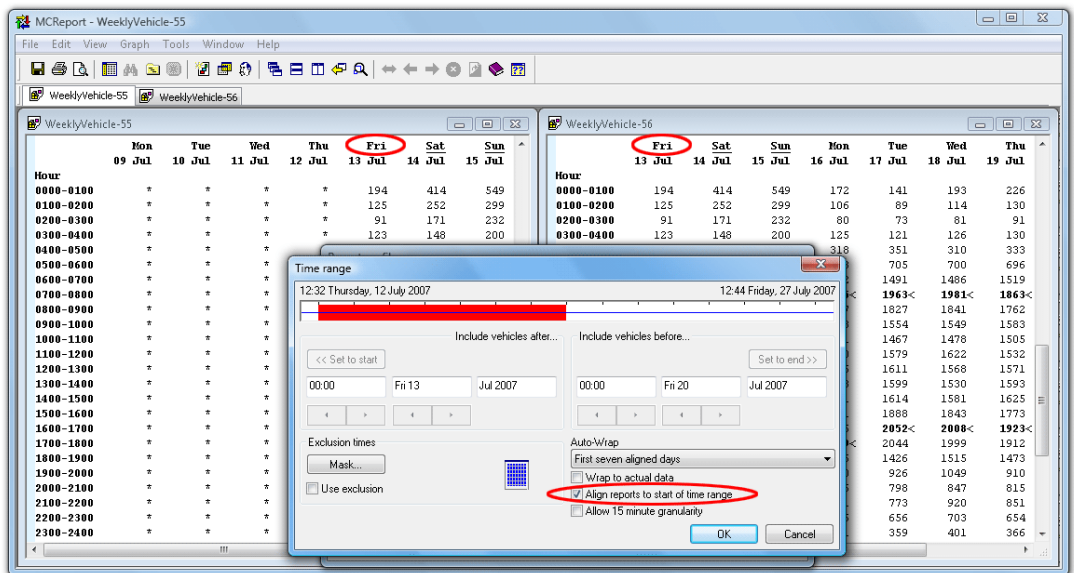 MCReport - WeeklyVehicle-55
File Edit View Graph Tools Window Help
WeeklyVehicle-55 WeeklyVehicle-56
WeeklyVehicle-55
Mon Tue Wed Thu Fri Sat Sun
09 Jul 10 Jul 11 Jul 12 Jul 13 Jul 14 Jul 15 Jul
Hour
0000-0100 * * * * 194 414 549
0100-0200 * * * * 125 252 299
0200-0300 * * * * 91 171 232
0300-0400 * * * * 123 148 200
0400-0500 * * *
0500-0600 * * *
0600-0700 * * *
0700-0800 * * *
0800-0900 * * *
0900-1000 * * *
1000-1100 * * *
1100-1200 * * *
1200-1300 * * *
1300-1400 * * *
1400-1500 * * *
1500-1600 * * *
1600-1700 * * *
1700-1800 * * *
1800-1900 * * *
1900-2000 * * *
2000-2100 * * *
2100-2200 * * *
2200-2300 * * *
2300-2400 * * *
WeeklyVehicle-56
Fri Sat Sun Mon Tue Wed Thu
13 Jul 14 Jul 15 Jul 16 Jul 17 Jul 18 Jul 19 Jul
Hour
0000-0100 194 414 549 172 141 193 226
0100-0200 125 252 299 106 89 114 130
0200-0300 91 171 232 80 73 81 91
0300-0400 123 148 200 125 121 126 130
318 351 310 333
705 700 696
1491 1486 1519
< 1963< 1981< 1863<
1827 1841 1762
1554 1549 1583
1467 1478 1505
1579 1622 1532
1611 1568 1571
1599 1530 1593
1614 1581 1625
1888 1843 1773
2052< 2008< 1923<
< 2044 1999 1912
1426 1515 1473
926 1049 910
798 847 815
773 920 851
656 703 654
359 401 366
Time range
12:32 Thursday, 12 July 2007 12:44 Friday, 27 July 2007
Include vehicles after... Include vehicles before...
<< Set to start Set to end >>
00:00 Fri 13 Jul 2007 00:00 Fri 20 Jul 2007
Exclusion times
Mask...
Use exclusion
Auto-Wrap
First seven aligned days
Wrap to actual data
Align reports to start of time range
Allow 15 minute granularity
OK Cancel